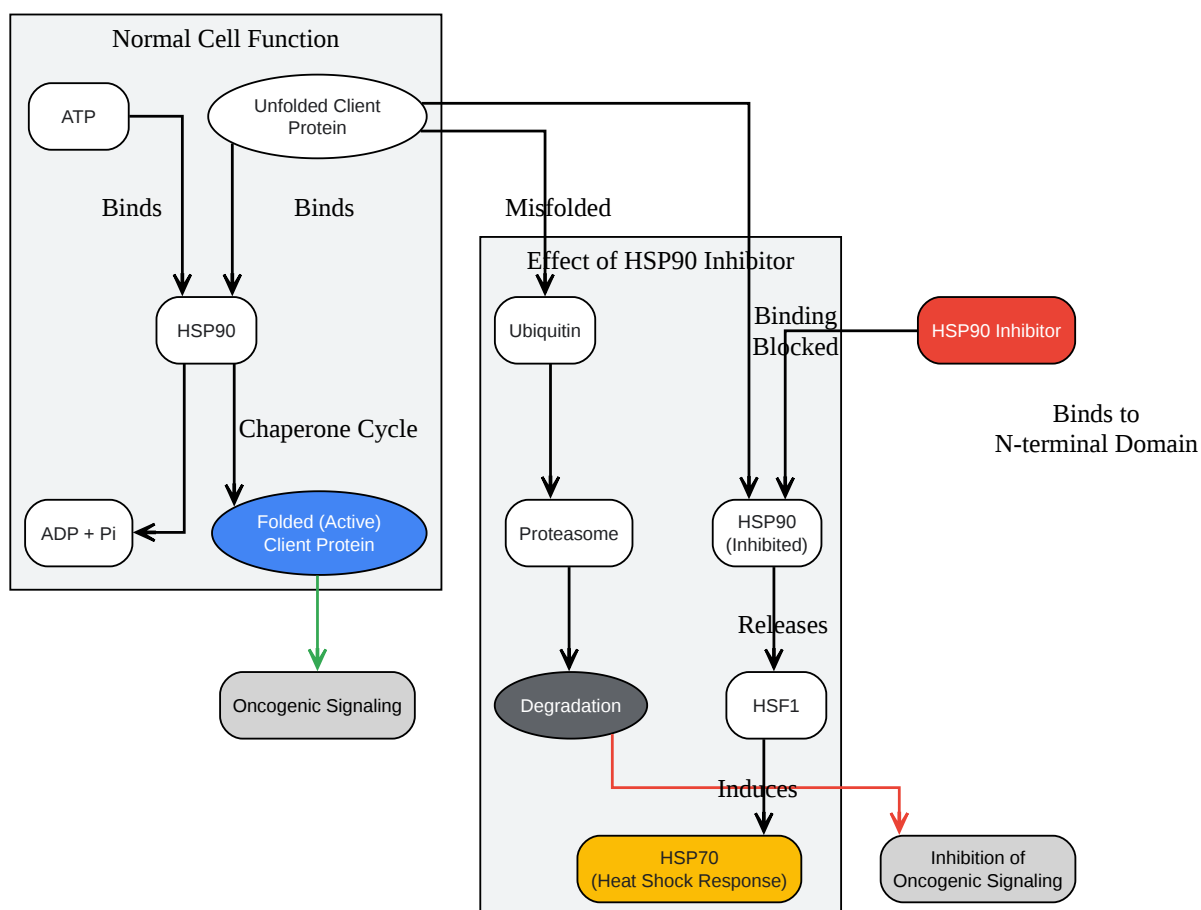 Normal Cell Function
ATP
Unfolded Client
Protein
Binds
Binds
Misfolded
Effect of HSP90 Inhibitor
HSP90
Ubiquitin
Binding
Blocked
HSP90 Inhibitor
Binds to
N-terminal Domain
Chaperone Cycle
ADP + Pi
Folded (Active)
Client Protein
Proteasome
HSP90
(Inhibited)
Releases
Oncogenic Signaling
Degradation
HSF1
Induces
HSP70
(Heat Shock Response)
Inhibition of
Oncogenic Signaling